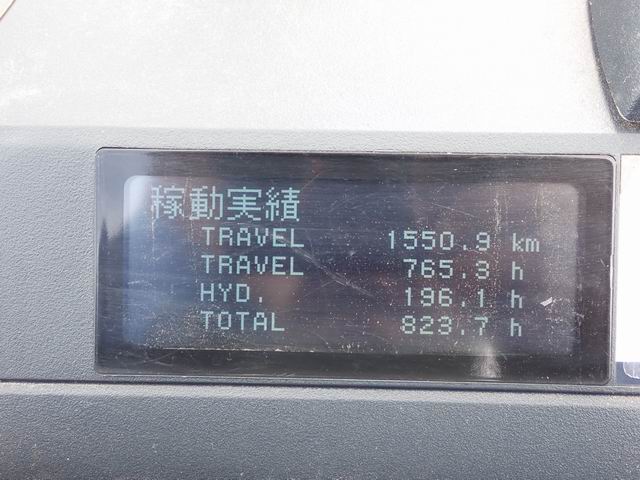 稼動実績
TRAVEL 1550.9 km
TRAVEL 765.3 h
HYD. 196.1 h
TOTAL 823.7 h